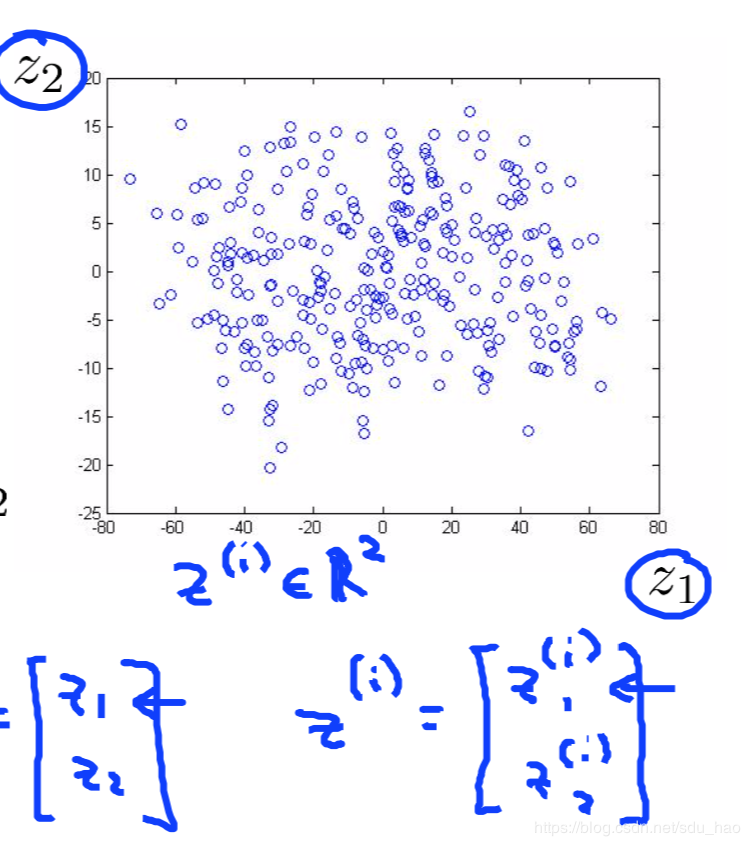 z₂
20
15
10
5
0
-5
-10
-15
-20
-25
-80 -60 -40 -20 0 20 40 60 80
2
z⁽ⁱ⁾ ∈ ℝ²
z₁
= [z₁ ← z₂]
z⁽ⁱ⁾ = [z₁⁽ⁱ⁾ ← z₂⁽ⁱ⁾]
https://blog.csdn.net/sdu_hao